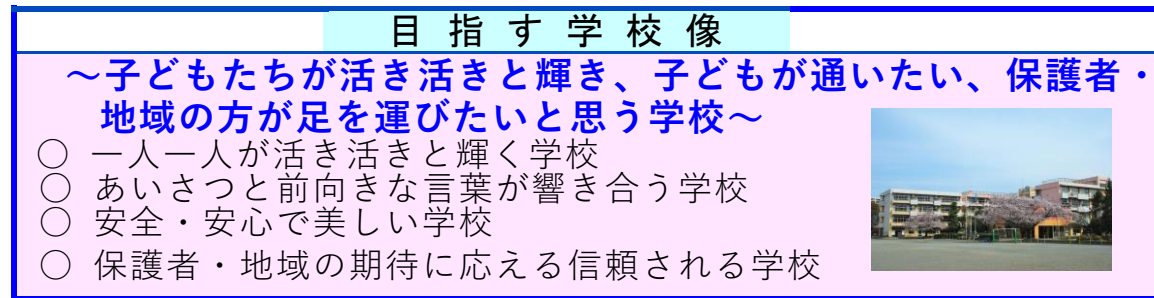 目指す学校像
～子どもたちが活き活きと輝き、子どもが通いたい、保護者・
地域の方が足を運びたいと思う学校～
○ 一人一人が活き活きと輝く学校
○ あいさつと前向きな言葉が響き合う学校
○ 安全・安心で美しい学校
○ 保護者・地域の期待に応える信頼される学校